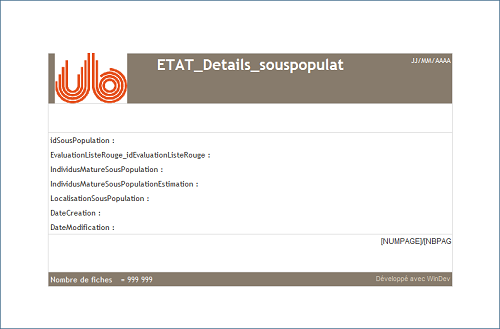 ub
ETAT_Details_souspopulat
JJ/MM/AAAA
idSousPopulation :
EvaluationListeRouge_idEvaluationListeRouge :
IndividusMatureSousPopulation :
IndividusMatureSousPopulationEstimation :
LocalisationSousPopulation :
DateCreation :
DateModification :
[NUMPAGE]/[NBPAG
Nombre de fiches = 999 999
Développé avec WinDev